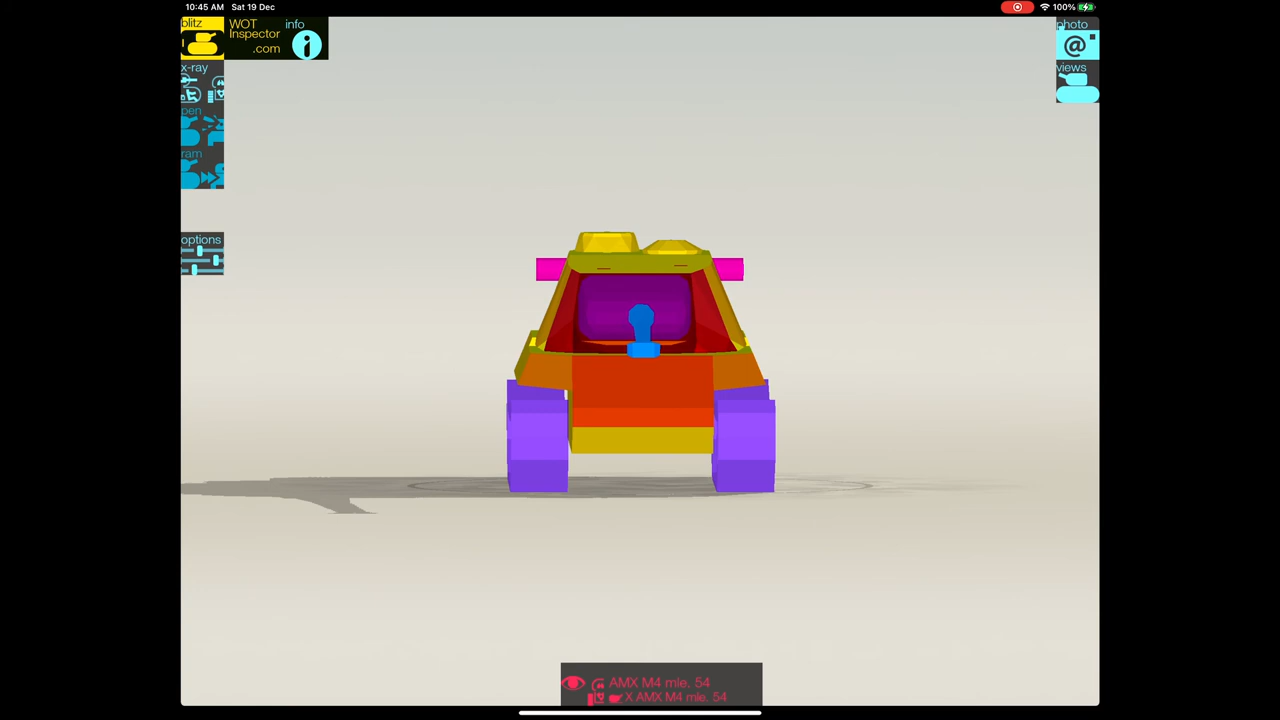 10:45 AM Sat 19 Dec
100%
blitz
WOT
Inspector
.com
info
photo
@
x-ray
views
pen
ram
options
AMX M4 mle. 54
X AMX M4 mle. 54